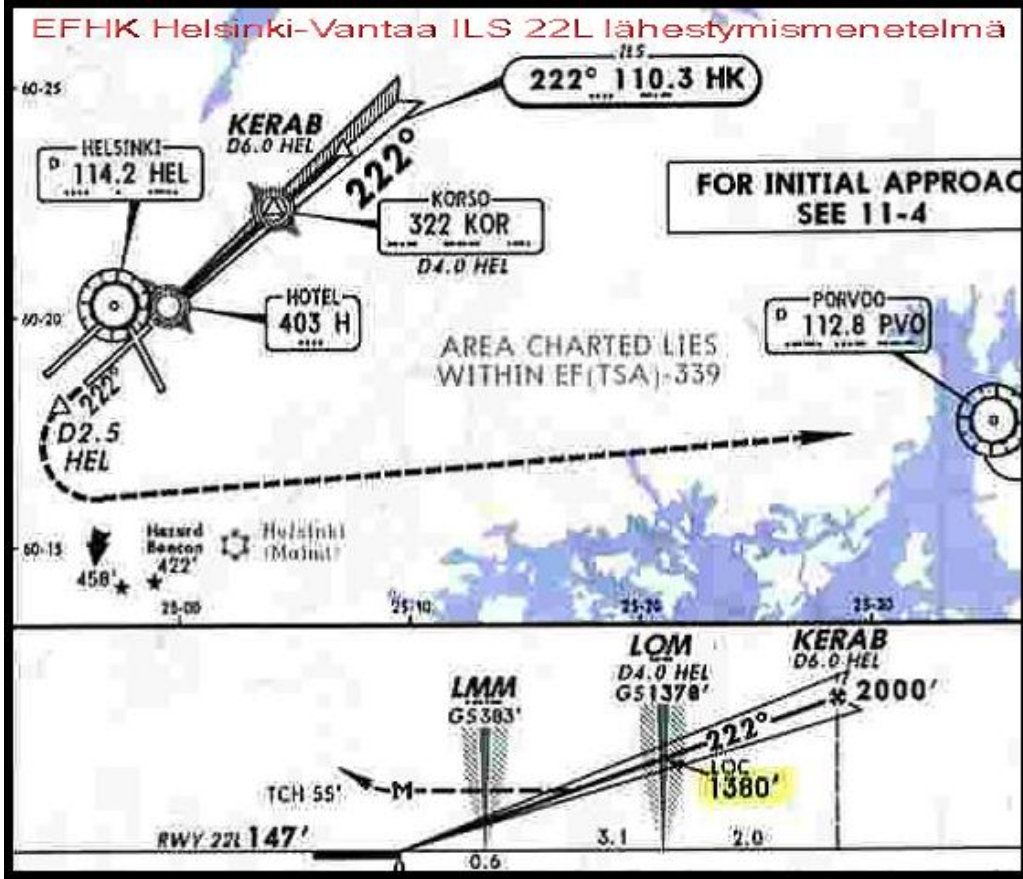 EFHK Helsinki-Vantaa ILS 22L lähestymismenetelmä
ILS
222° 110.3 HK
60-25
KERAB
D6.0 HEL
HELSINKI
D 114.2 HEL
222°
FOR INITIAL APPROAC
SEE 11-4
KORSO
322 KOR
D4.0 HEL
HOTEL
403 H
60-20
PORVOO
D 112.8 PVO
AREA CHARTED LIES
WITHIN EF(TSA)-339
222°
D2.5
HEL
60-15
Hazard
Beacon
422'
Helsinki
(Malmi)
458'
25-00
25-10
25-20
25-30
KERAB
D6.0 HEL
2000'
LOM
D4.0 HEL
GS1378'
LMM
GS383'
222°
LOC
1380'
TCH 55'
M
RWY 22L 147'
3.1
2.0
0.6
0